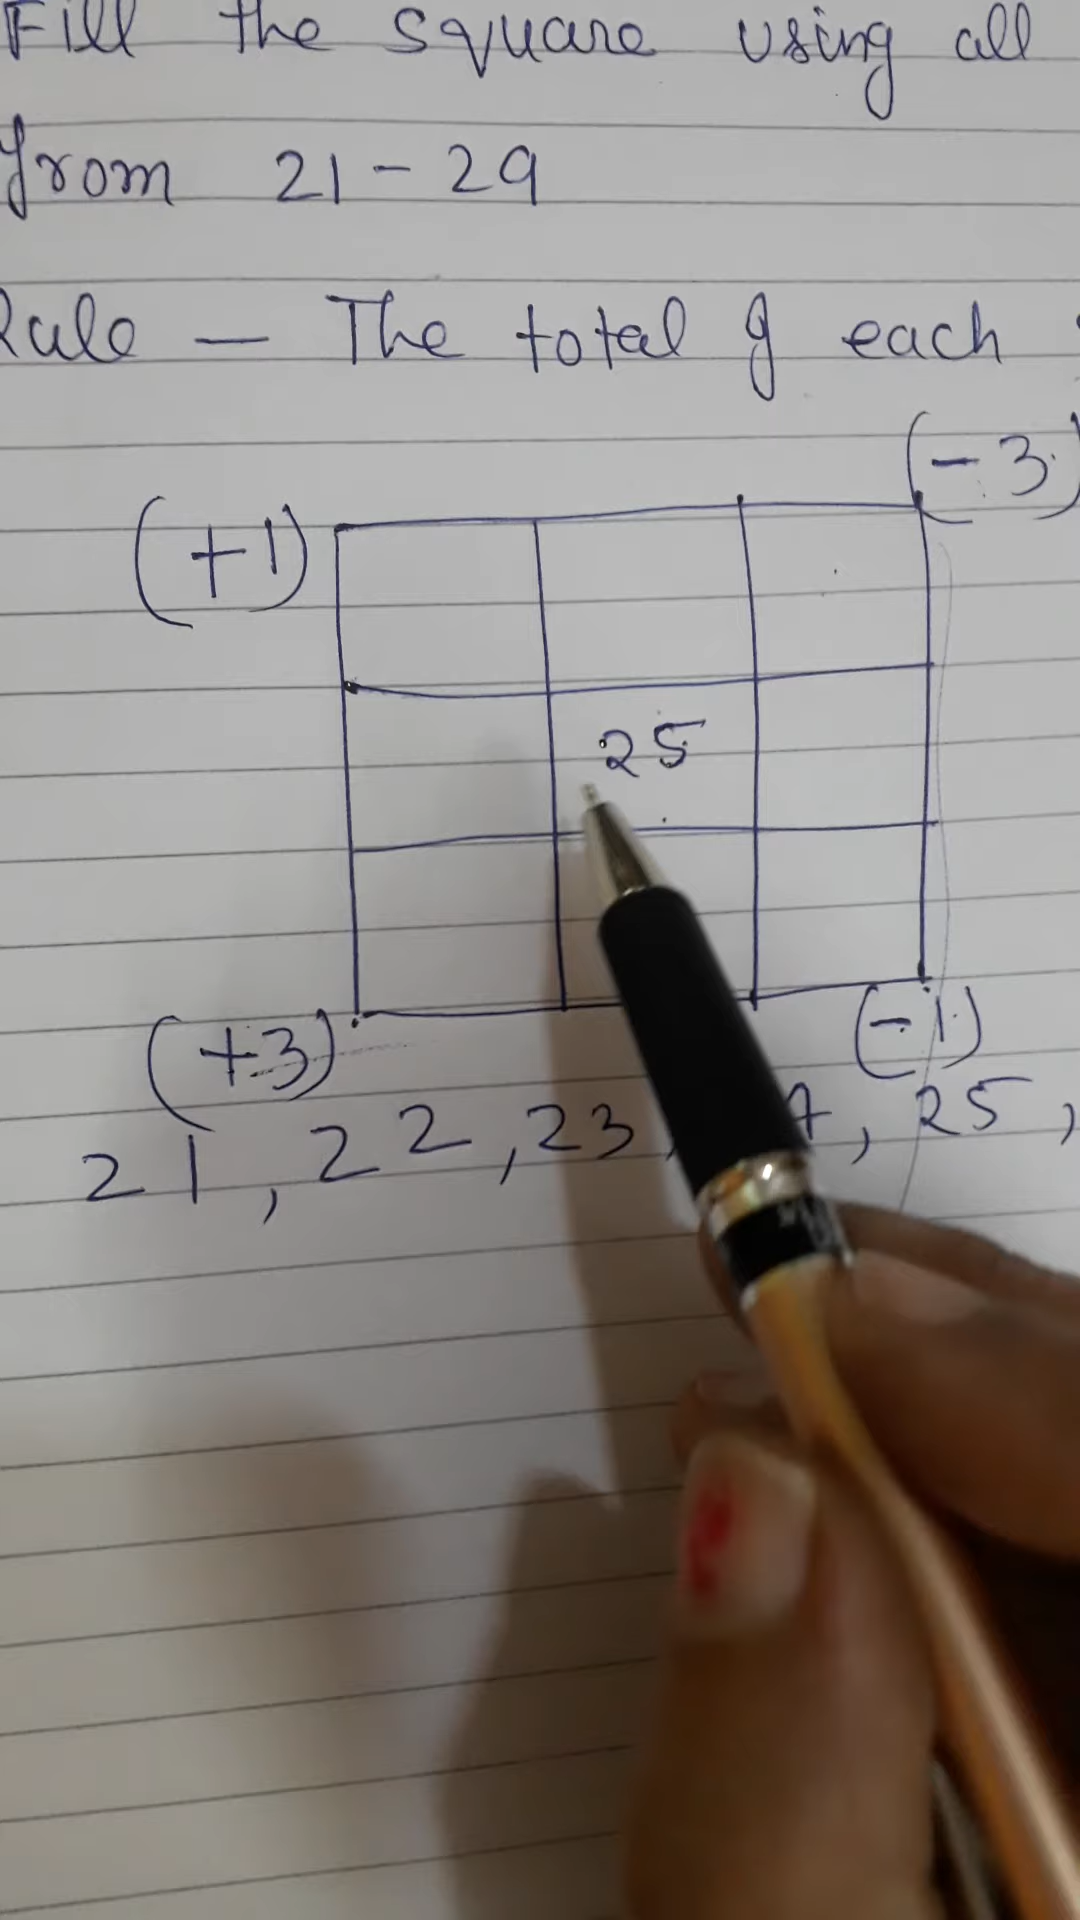 Fill the square using all
from 21 - 29
Rule - The total of each
(-3)
(+1)
25
(+3) (-1)
21, 22, 23, 25,